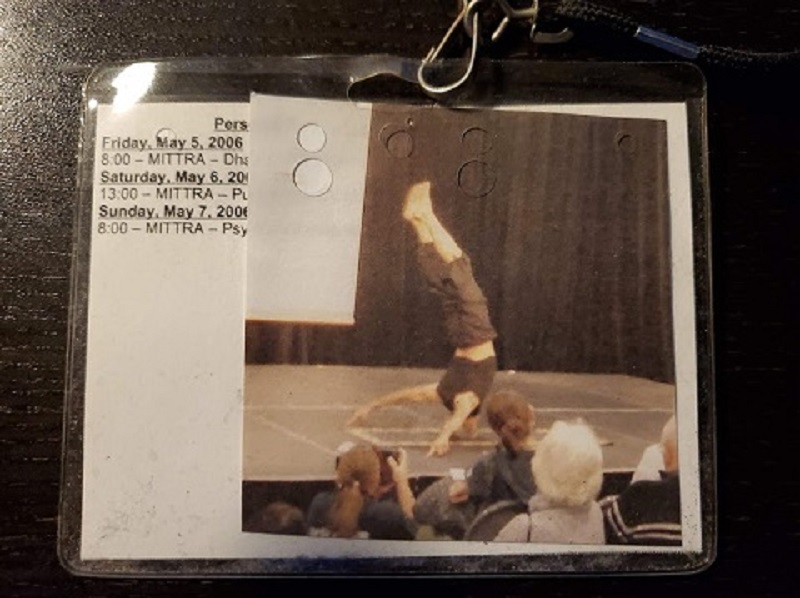 Pers
Friday, May 5, 2006
8:00 – MITTRA – Dha
Saturday, May 6, 200
13:00 – MITTRA – Pu
Sunday, May 7, 2006
8:00 – MITTRA – Psy